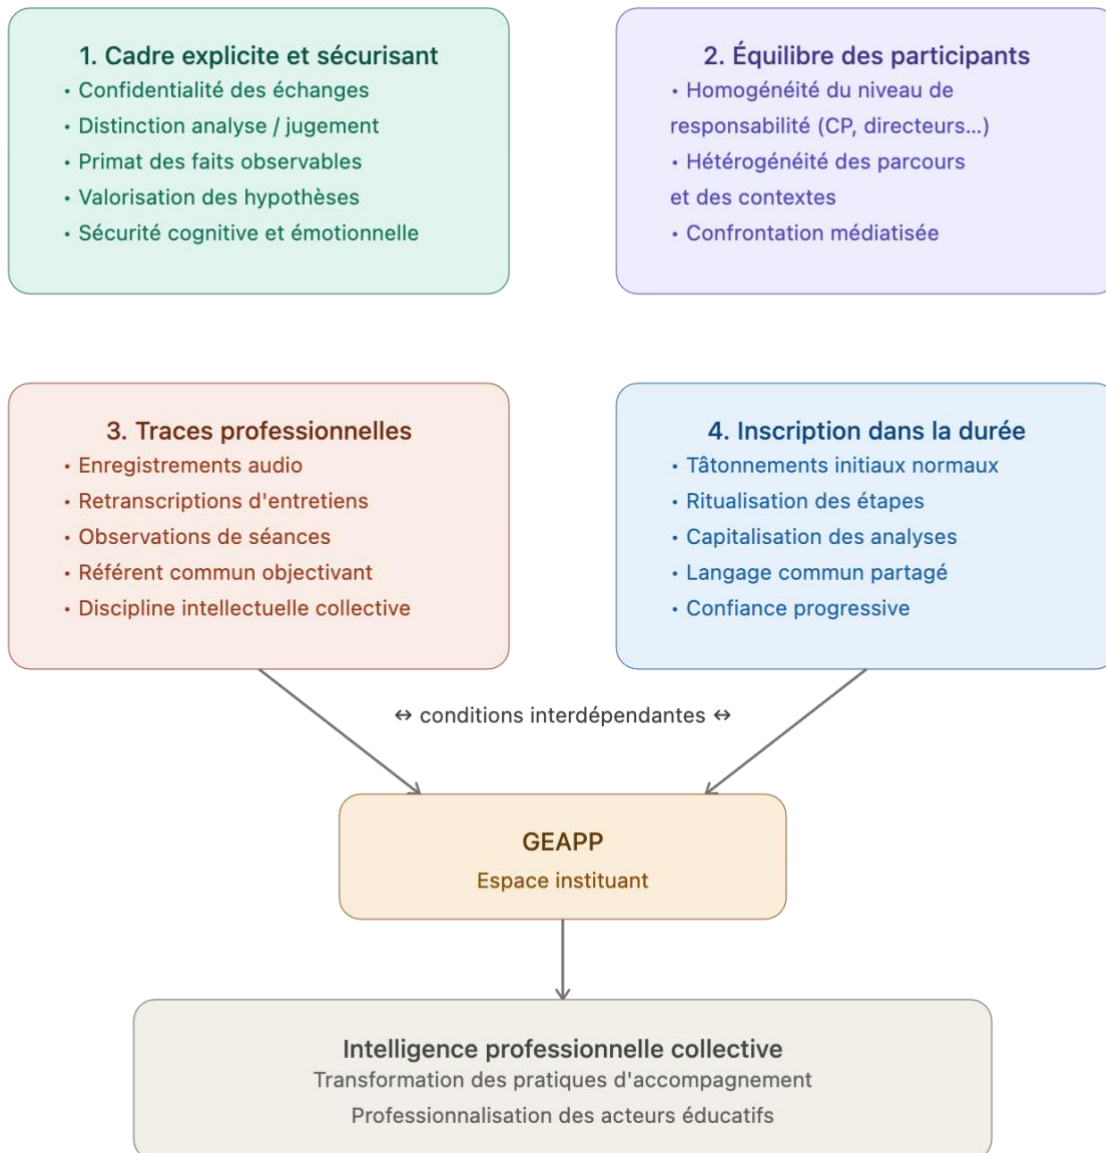 1. Cadre explicite et sécurisant
• Confidentialité des échanges
• Distinction analyse / jugement
• Primat des faits observables
• Valorisation des hypothèses
• Sécurité cognitive et émotionnelle
2. Équilibre des participants
• Homogénéité du niveau de
responsabilité (CP, directeurs...)
• Hétérogénéité des parcours
et des contextes
• Confrontation médiatisée
3. Traces professionnelles
• Enregistrements audio
• Retranscriptions d'entretiens
• Observations de séances
• Référent commun objectivant
• Discipline intellectuelle collective
4. Inscription dans la durée
• Tâtonnements initiaux normaux
• Ritualisation des étapes
• Capitalisation des analyses
• Langage commun partagé
• Confiance progressive
↔ conditions interdépendantes ↔
GEAPP
Espace instituant
Intelligence professionnelle collective
Transformation des pratiques d'accompagnement
Professionnalisation des acteurs éducatifs